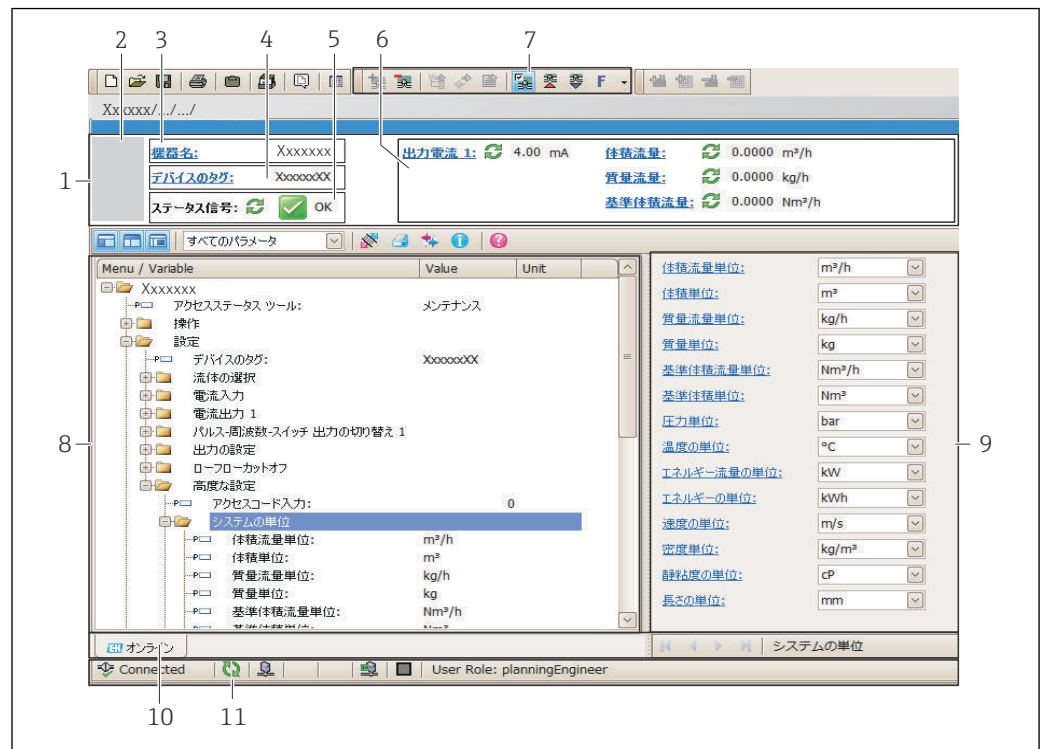 2 3 4 5 6 7
F
Xxxxxx/.../.../
1
機器名: Xxxxxxx
デバイスのタグ: XxxxxxXX
ステータス信号: OK
出力電流 1: 4.00 mA
体積流量: 0.0000 m³/h
質量流量: 0.0000 kg/h
基準体積流量: 0.0000 Nm³/h
すべてのパラメータ
Menu / Variable Value Unit
Xxxxxxx
アクセスステータス ツール: メンテナンス
操作
設定
デバイスのタグ: XxxxxxXX
流体の選択
電流入力
電流出力 1
パルス-周波数-スイッチ 出力の切り替え 1
8
出力の設定
ローフローカットオフ
高度な設定
アクセスコード入力: 0
システムの単位
体積流量単位: m³/h
体積単位: m³
質量流量単位: kg/h
質量単位: kg
基準体積流量単位: Nm³/h
基準体積単位: Nm³
体積流量単位: m³/h
体積単位: m³
質量流量単位: kg/h
質量単位: kg
基準体積流量単位: Nm³/h
基準体積単位: Nm³
圧力単位: bar
温度の単位: °C
9
エネルギー流量の単位: kW
エネルギーの単位: kWh
速度の単位: m/s
密度単位: kg/m³
静粘度の単位: cP
長さの単位: mm
オンライン
システムの単位
Connected User Role: planningEngineer
10 11